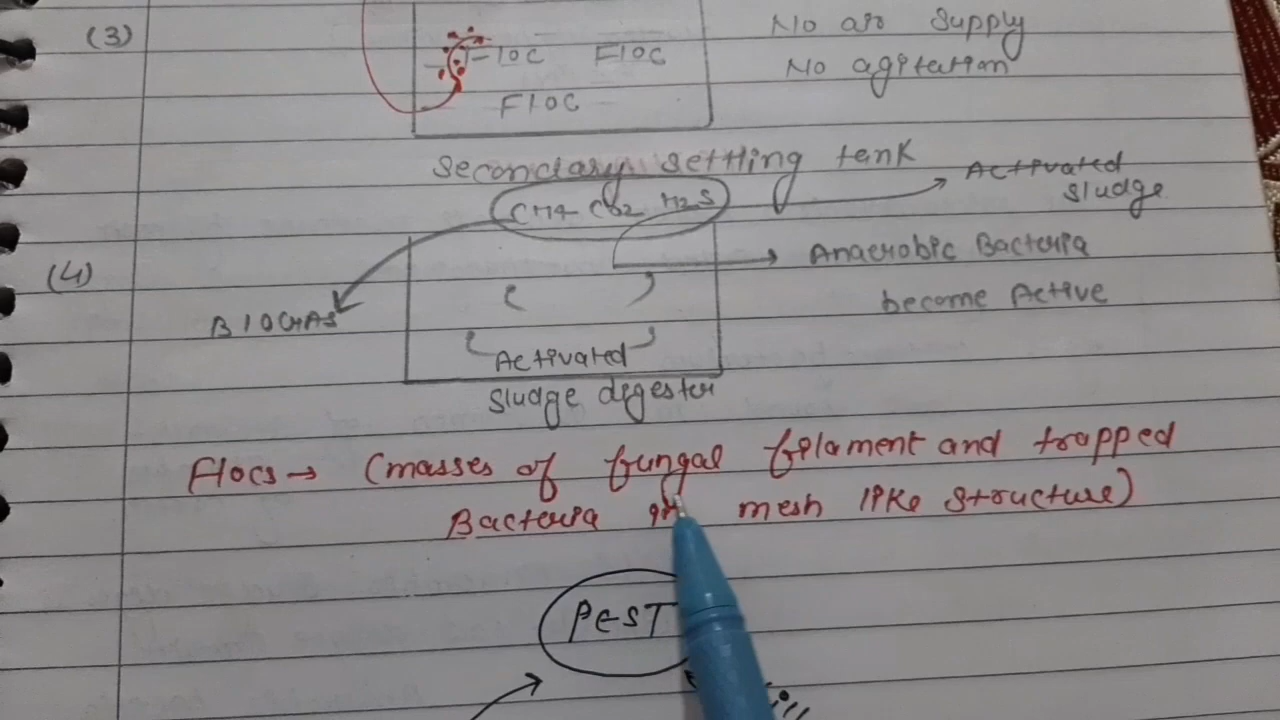 (3)
No air Supply
Floc Floc
No agitation
Floc
Secondary settling tank
Activated
sludge
CH4 CO2 H2S
Anaerobic Bacteria
(4)
become Active
BIOGAS
Activated
sludge digester
Flocs → (masses of fungal filament and trapped
Bacteria in mesh like structure)
PEST